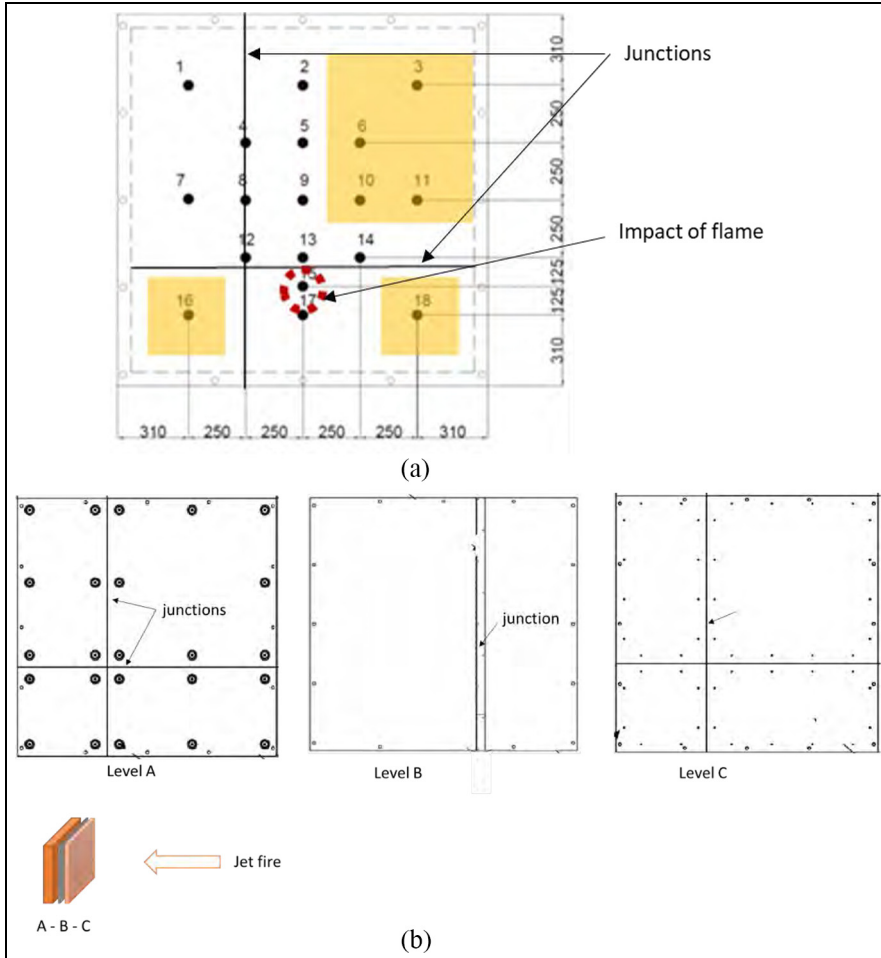 Junctions
1 2 3
4 5 6
7 8 9 10 11
Impact of flame
12 13 14
15
16 17 18
310
250
250
250
125
125
310
310 250 250 250 250 310
(a)
junctions
junction
Level A
Level B
Level C
Jet fire
A - B - C
(b)